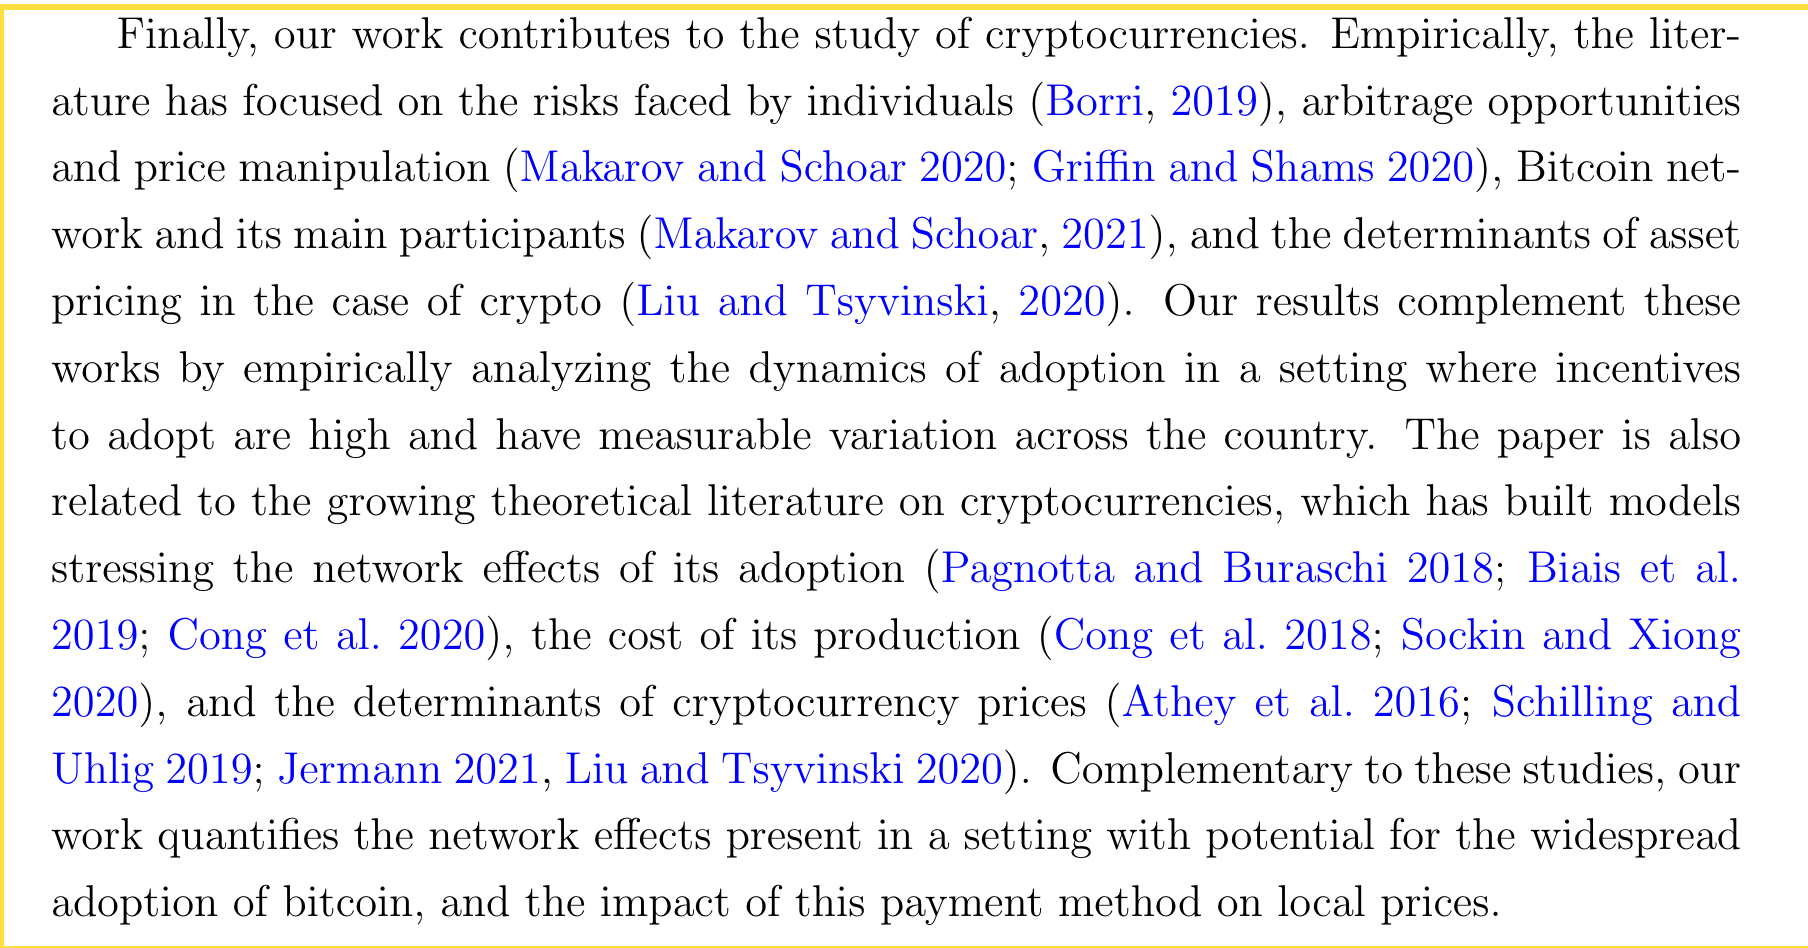 Finally, our work contributes to the study of cryptocurrencies. Empirically, the liter-
ature has focused on the risks faced by individuals (Borri, 2019), arbitrage opportunities
and price manipulation (Makarov and Schoar 2020; Griffin and Shams 2020), Bitcoin net-
work and its main participants (Makarov and Schoar, 2021), and the determinants of asset
pricing in the case of crypto (Liu and Tsyvinski, 2020). Our results complement these
works by empirically analyzing the dynamics of adoption in a setting where incentives
to adopt are high and have measurable variation across the country. The paper is also
related to the growing theoretical literature on cryptocurrencies, which has built models
stressing the network effects of its adoption (Pagnotta and Buraschi 2018; Biais et al.
2019; Cong et al. 2020), the cost of its production (Cong et al. 2018; Sockin and Xiong
2020), and the determinants of cryptocurrency prices (Athey et al. 2016; Schilling and
Uhlig 2019; Jermann 2021, Liu and Tsyvinski 2020). Complementary to these studies, our
work quantifies the network effects present in a setting with potential for the widespread
adoption of bitcoin, and the impact of this payment method on local prices.